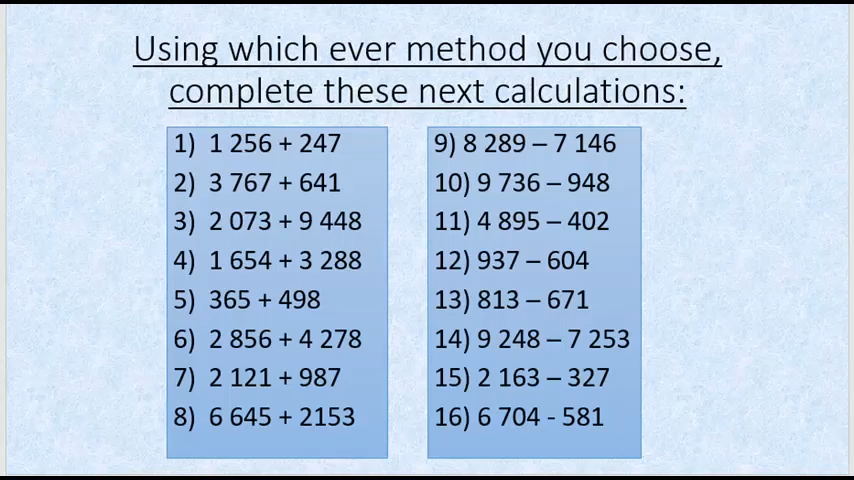 Using which ever method you choose,
complete these next calculations:
1) 1 256 + 247
2) 3 767 + 641
3) 2 073 + 9 448
4) 1 654 + 3 288
5) 365 + 498
6) 2 856 + 4 278
7) 2 121 + 987
8) 6 645 + 2153
9) 8 289 – 7 146
10) 9 736 – 948
11) 4 895 – 402
12) 937 – 604
13) 813 – 671
14) 9 248 – 7 253
15) 2 163 – 327
16) 6 704 - 581